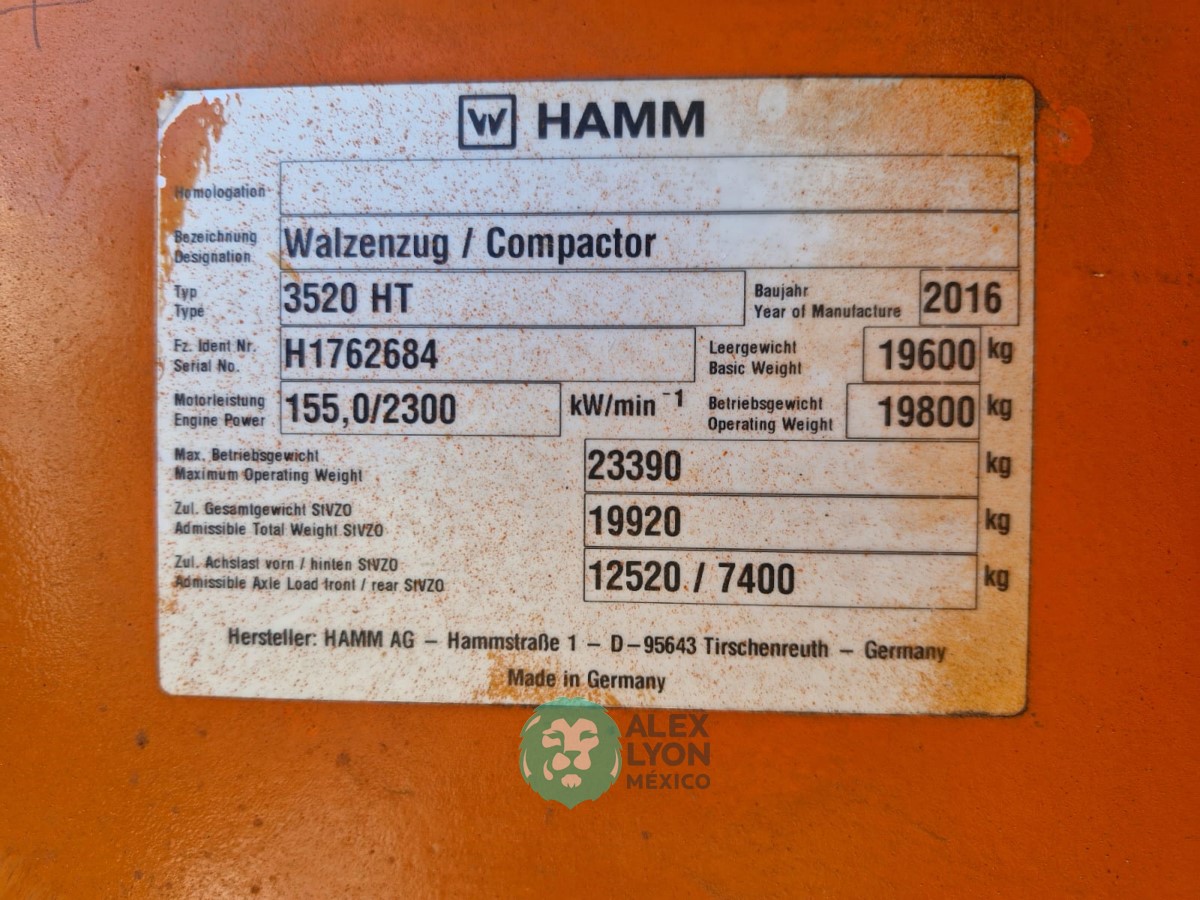 HAMM
Homologation
Bezeichnung
Designation
Walzenzug / Compactor
Typ
Type
3520 HT
Baujahr
Year of Manufacture
2016
Fz. Ident Nr.
Serial No.
H1762684
Leergewicht
Basic Weight
19600 kg
Motorleistung
Engine Power
155,0/2300 kW/min ⁻¹
Betriebsgewicht
Operating Weight
19800 kg
Max. Betriebsgewicht
Maximum Operating Weight
23390 kg
Zul. Gesamtgewicht StVZO
Admissible Total Weight StVZO
19920 kg
Zul. Achslast vorn / hinten StVZO
Admissible Axle Load front / rear StVZO
12520 / 7400 kg
Hersteller: HAMM AG – Hammstraße 1 – D–95643 Tirschenreuth – Germany
Made in Germany
ALEX
LYON
MÉXICO